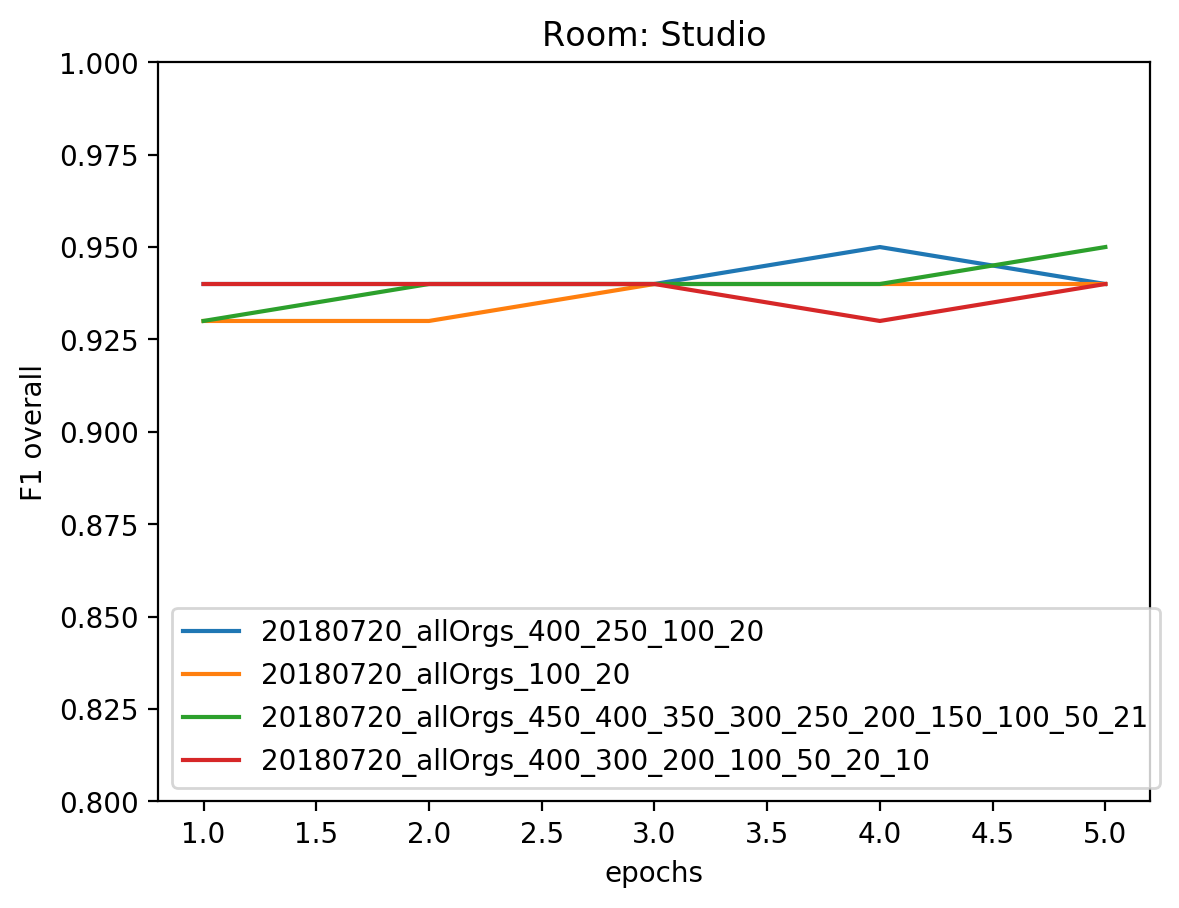 Room: Studio
1.000
0.975
0.950
0.925
0.900
0.875
0.850
0.825
0.800
F1 overall
20180720_allOrgs_400_250_100_20
20180720_allOrgs_100_20
20180720_allOrgs_450_400_350_300_250_200_150_100_50_21
20180720_allOrgs_400_300_200_100_50_20_10
1.0 1.5 2.0 2.5 3.0 3.5 4.0 4.5 5.0
epochs